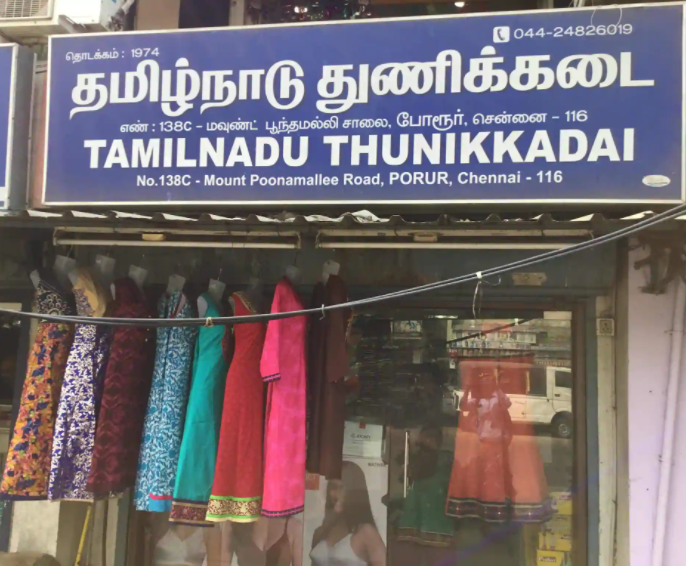 044-24826019
தொடக்கம் : 1974
தமிழ்நாடு துணிக்கடை
எண் : 138C - மவுண்ட் பூந்தமல்லி சாலை, போரூர், சென்னை - 116
TAMILNADU THUNIKKADAI
No.138C - Mount Poonamallee Road, PORUR, Chennai - 116